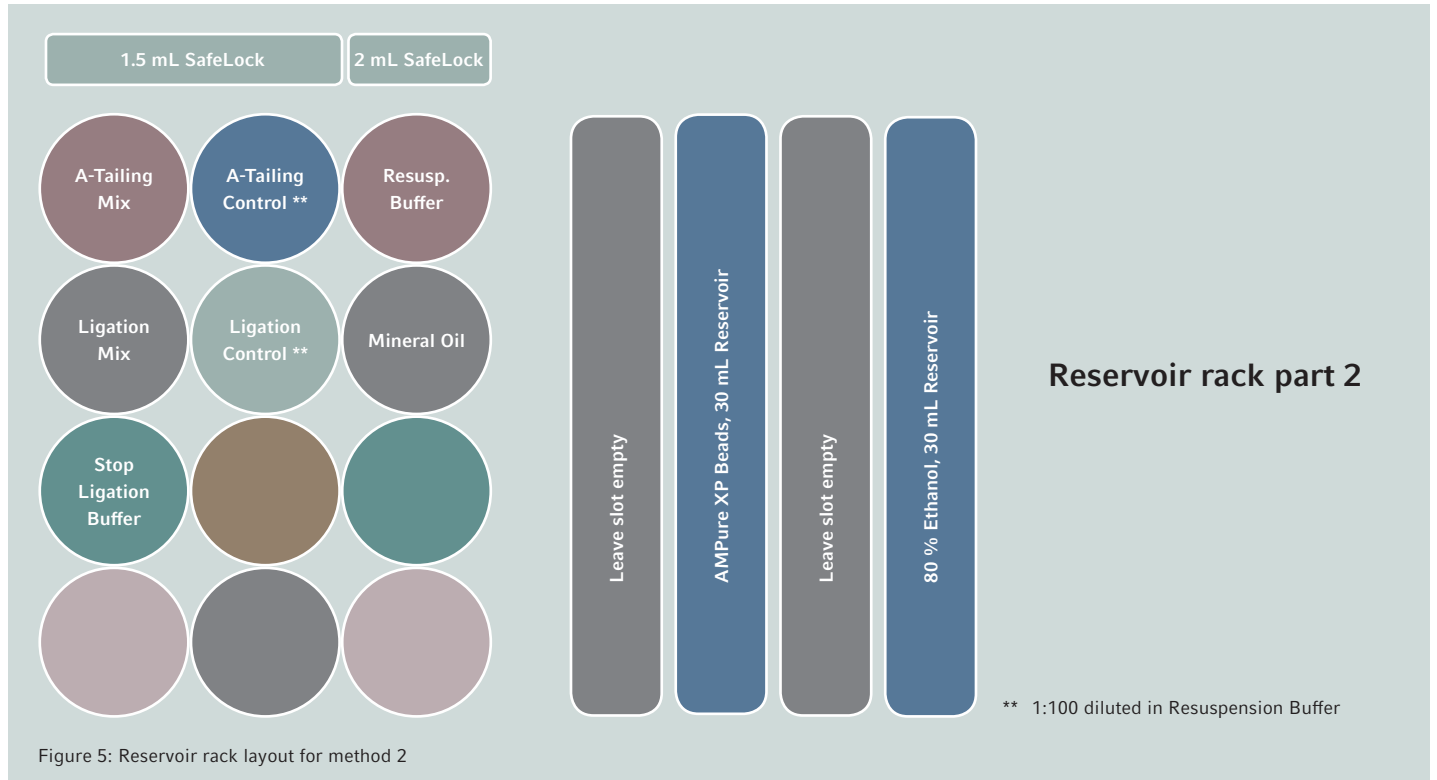 1.5 mL SafeLock
2 mL SafeLock
A-Tailing
Mix
A-Tailing
Control **
Resusp.
Buffer
Ligation
Mix
Ligation
Control **
Mineral Oil
Stop
Ligation
Buffer
Leave slot empty
AMPure XP Beads, 30 mL Reservoir
Leave slot empty
80 % Ethanol, 30 mL Reservoir
Reservoir rack part 2
** 1:100 diluted in Resuspension Buffer
Figure 5: Reservoir rack layout for method 2